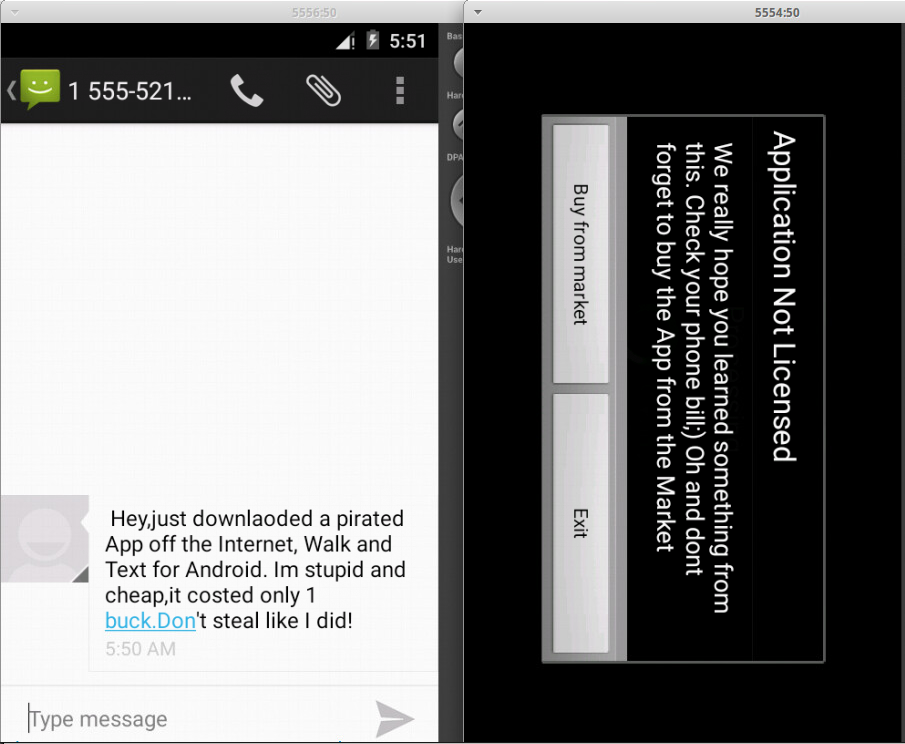 5556:50
5554:50
5:51
1 555-521...
Bas
Hard
DPA
Hard
Use
Hey,just downlaoded a pirated
App off the Internet, Walk and
Text for Android. Im stupid and
cheap,it costed only 1
buck.Don't steal like I did!
5:50 AM
Type message
Application Not Licensed
We really hope you learned something from
this. Check your phone bill;) Oh and dont
forget to buy the App from the Market
Buy from market
Exit